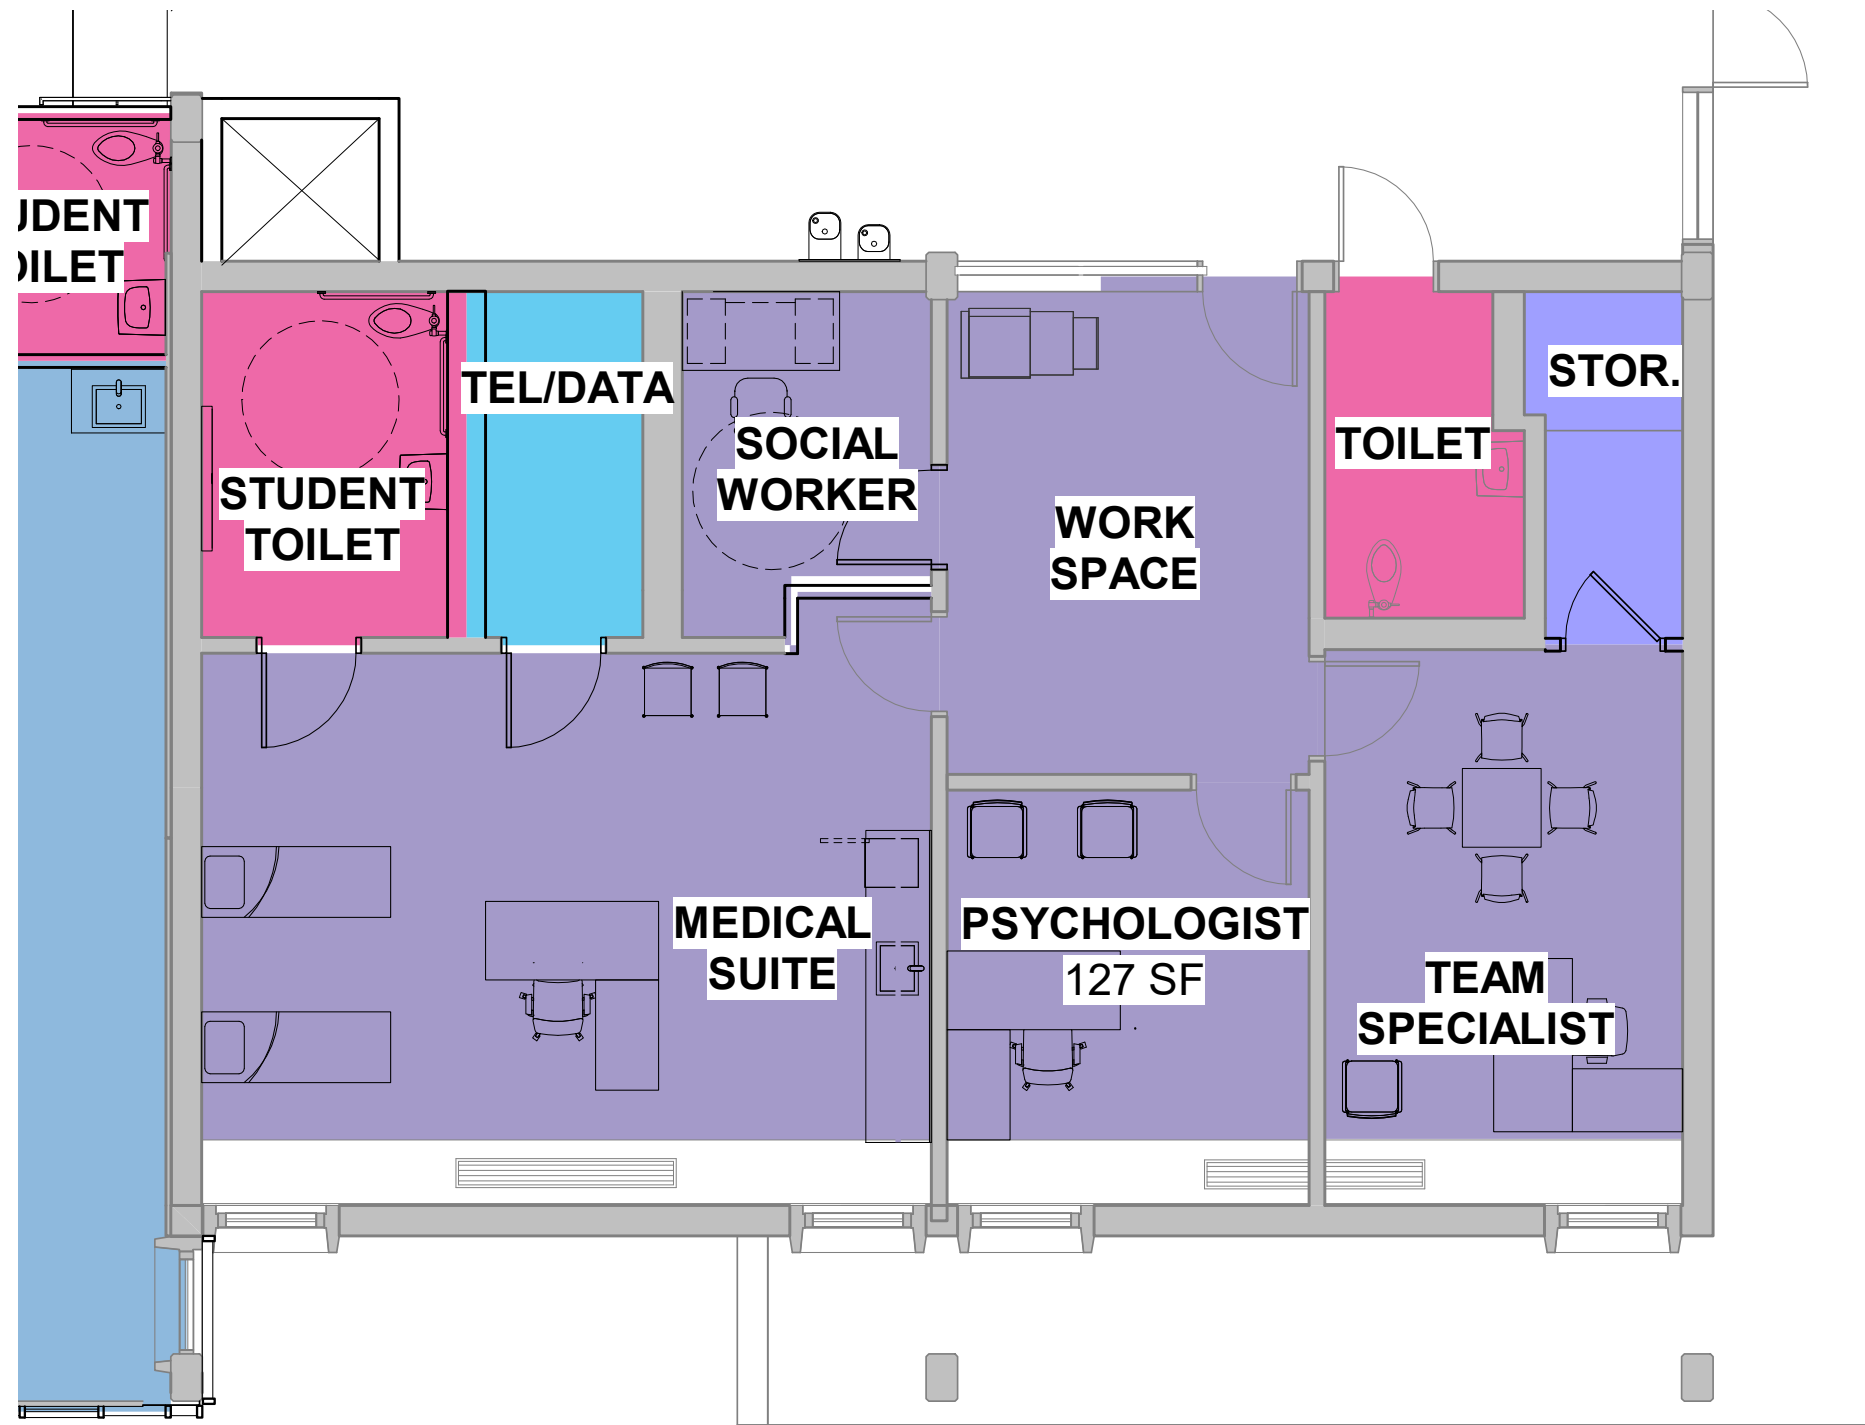 UDENT
OILET
TEL/DATA
STUDENT
TOILET
SOCIAL
WORKER
WORK
SPACE
TOILET
STOR.
MEDICAL
SUITE
PSYCHOLOGIST
127 SF
TEAM
SPECIALIST